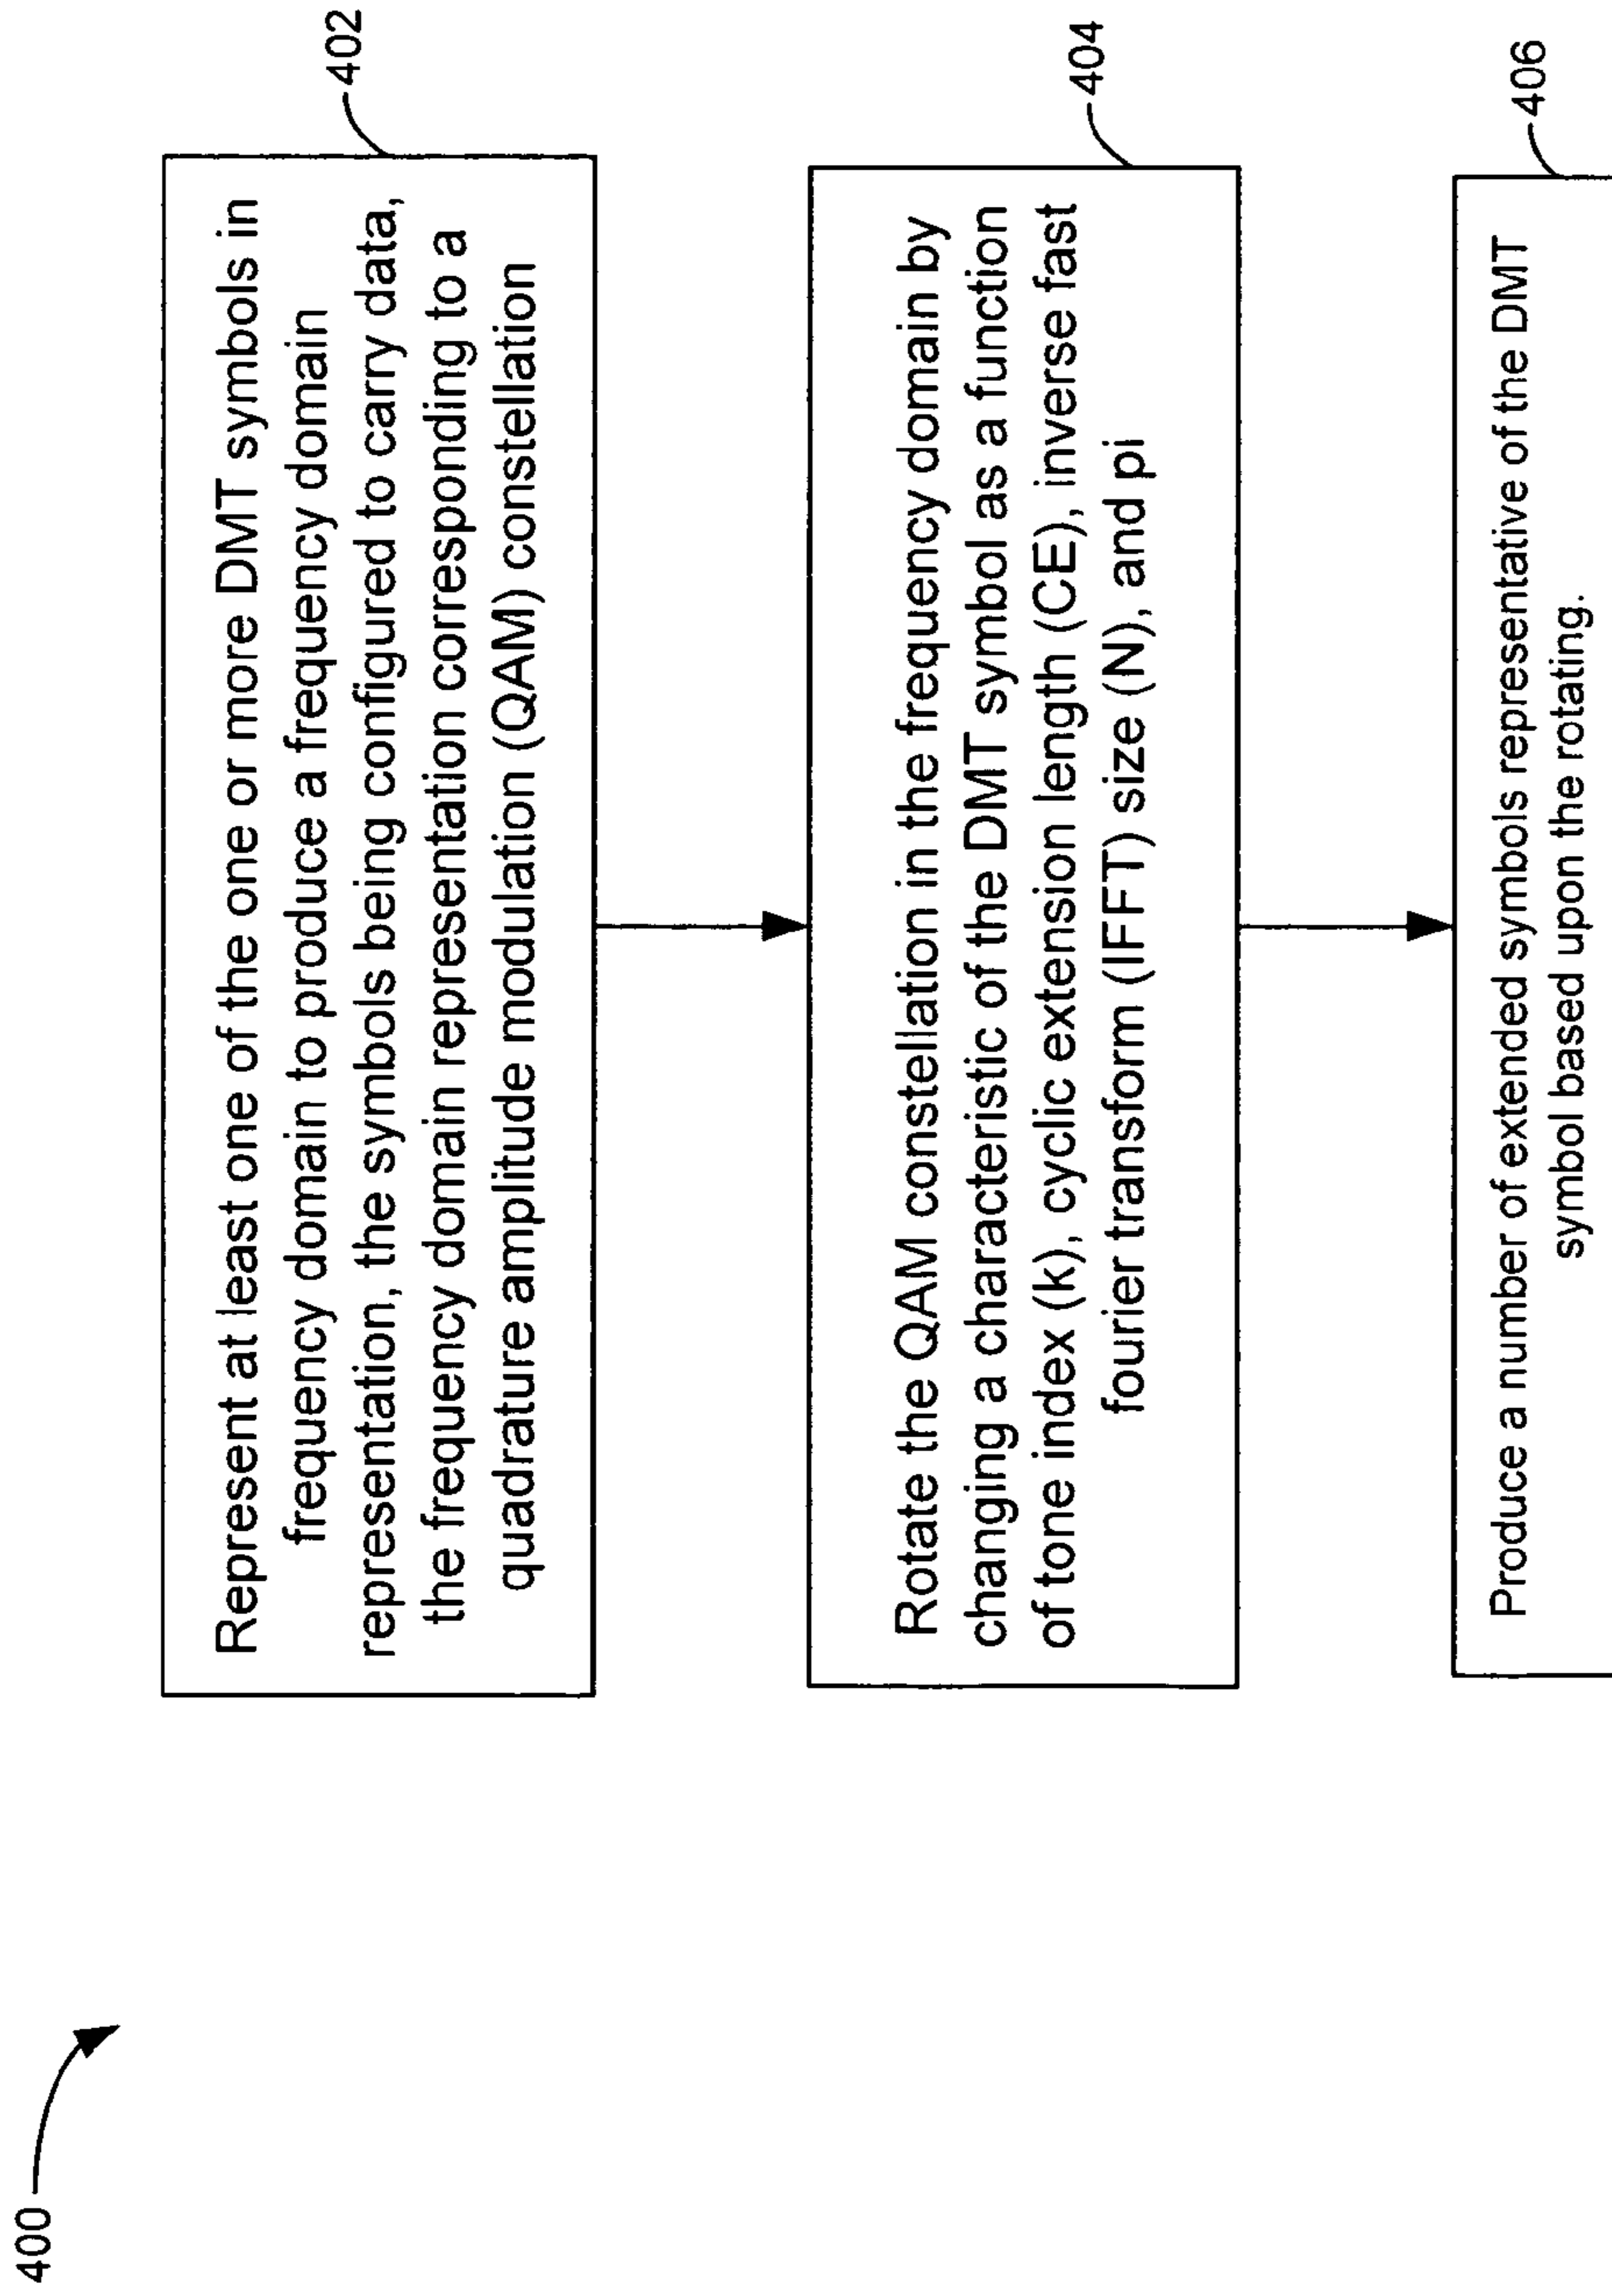 400
Represent at least one of the one or more DMT symbols in
frequency domain to produce a frequency domain
representation, the symbols being configured to carry data,
the frequency domain representation corresponding to a
quadrature amplitude modulation (QAM) constellation
402
Rotate the QAM constellation in the frequency domain by
changing a characteristic of the DMT symbol as a function
of tone index (k), cyclic extension length (CE), inverse fast
fourier transform (IFFT) size (N), and pi
404
Produce a number of extended symbols representative of the DMT
symbol based upon the rotating.
406